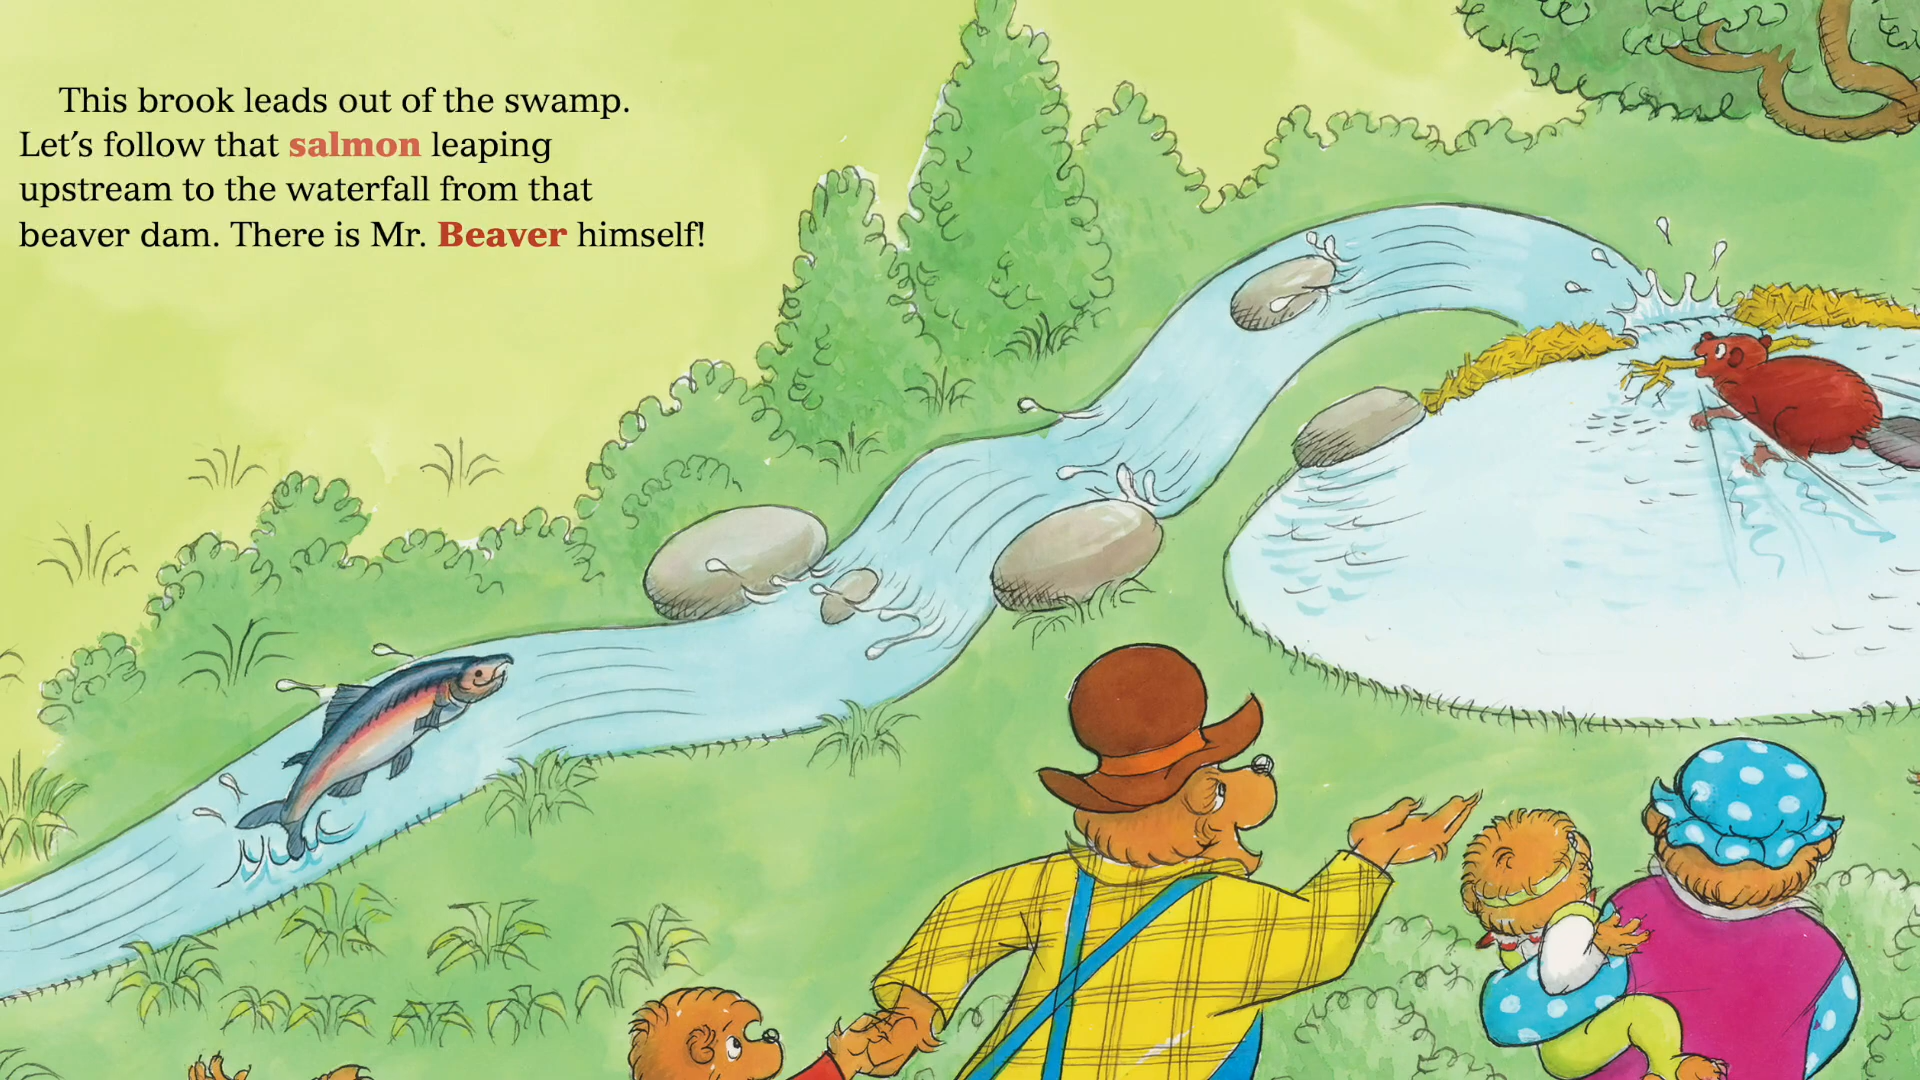 This brook leads out of the swamp.
Let’s follow that salmon leaping
upstream to the waterfall from that
beaver dam. There is Mr. Beaver himself!